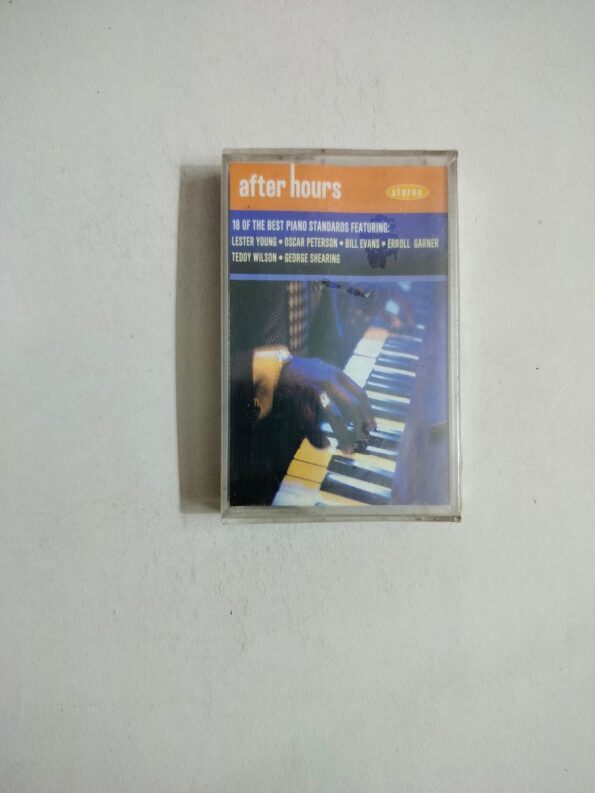 after hours
stereo
18 OF THE BEST PIANO STANDARDS FEATURING:
LESTER YOUNG • OSCAR PETERSON • BILL EVANS • ERROLL GARNER
TEDDY WILSON • GEORGE SHEARING